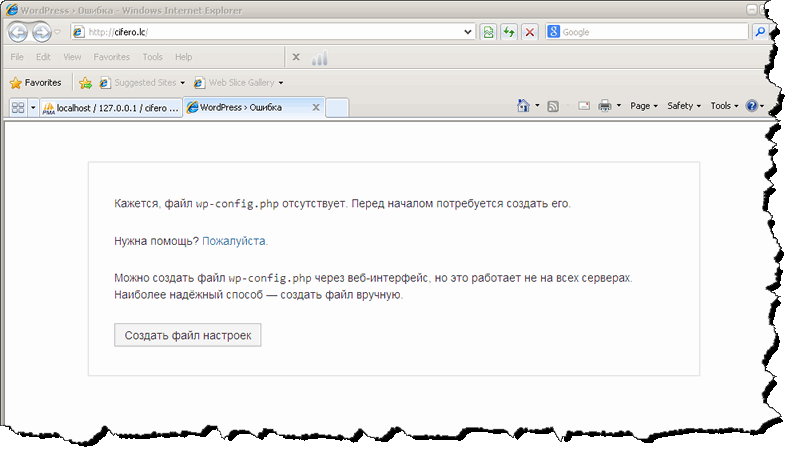 WordPress › Ошибка - Windows Internet Explorer
http://cifero.lc/
Google
File Edit View Favorites Tools Help
Favorites Suggested Sites Web Slice Gallery
localhost / 127.0.0.1 / cifero ... WordPress › Ошибка Page Safety Tools
Кажется, файл wp-config.php отсутствует. Перед началом потребуется создать его.
Нужна помощь? Пожалуйста.
Можно создать файл wp-config.php через веб-интерфейс, но это работает не на всех серверах.
Наиболее надёжный способ — создать файл вручную.
Создать файл настроек